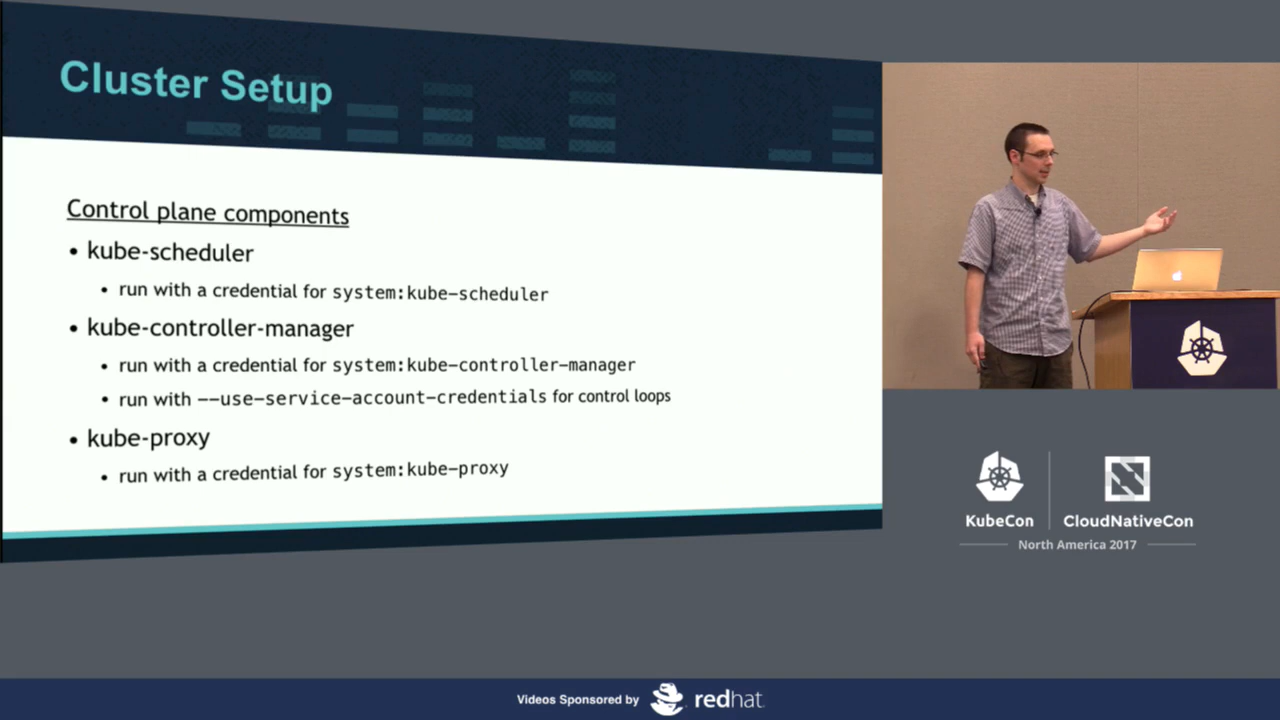 Cluster Setup
Control plane components
• kube-scheduler
• run with a credential for system:kube-scheduler
• kube-controller-manager
• run with a credential for system:kube-controller-manager
• run with --use-service-account-credentials for control loops
• kube-proxy
• run with a credential for system:kube-proxy
KubeCon
CloudNativeCon
North America 2017
Videos Sponsored by
redhat